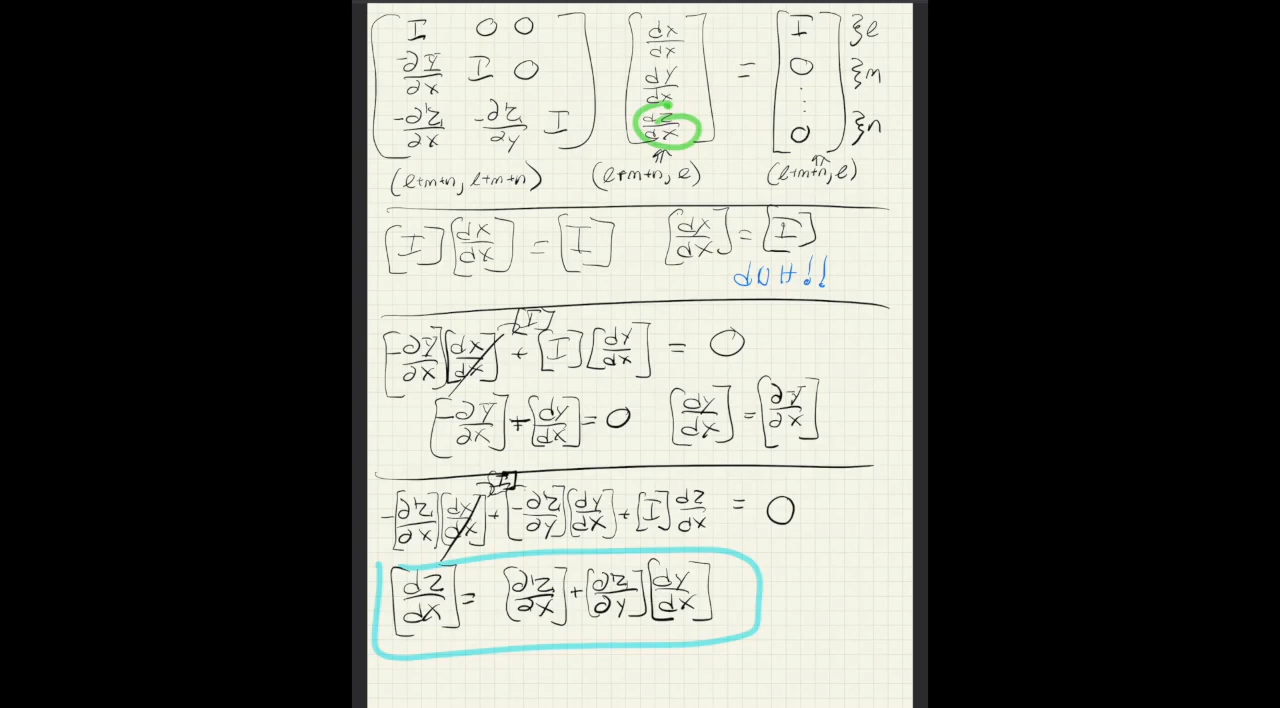 [ I 0 0 ] [ dx/dx ] = [ I ] }l
[ -∂Y/∂x I 0 ] [ dy/dx ] [ 0 ] }m
[ -∂Z/∂x -∂Z/∂y I ] [ dz/dx ] [ 0 ] }n
(l+m+n, l+m+n) (l+m+n, l) (l+m+n, l)
[I] [dx/dx] = [I] [dx/dx] = [I]
[-∂Y/∂x] [dx/dx] [I] + [I] [dy/dx] = 0
[-∂Y/∂x] + [dy/dx] = 0 [dy/dx] = [∂Y/∂x]
-[∂Z/∂x] [dx/dx] [I] + [-∂Z/∂y] [dy/dx] + [I] dz/dx = 0
[dz/dx] = [∂Z/∂x] + [∂Z/∂y] [dy/dx]